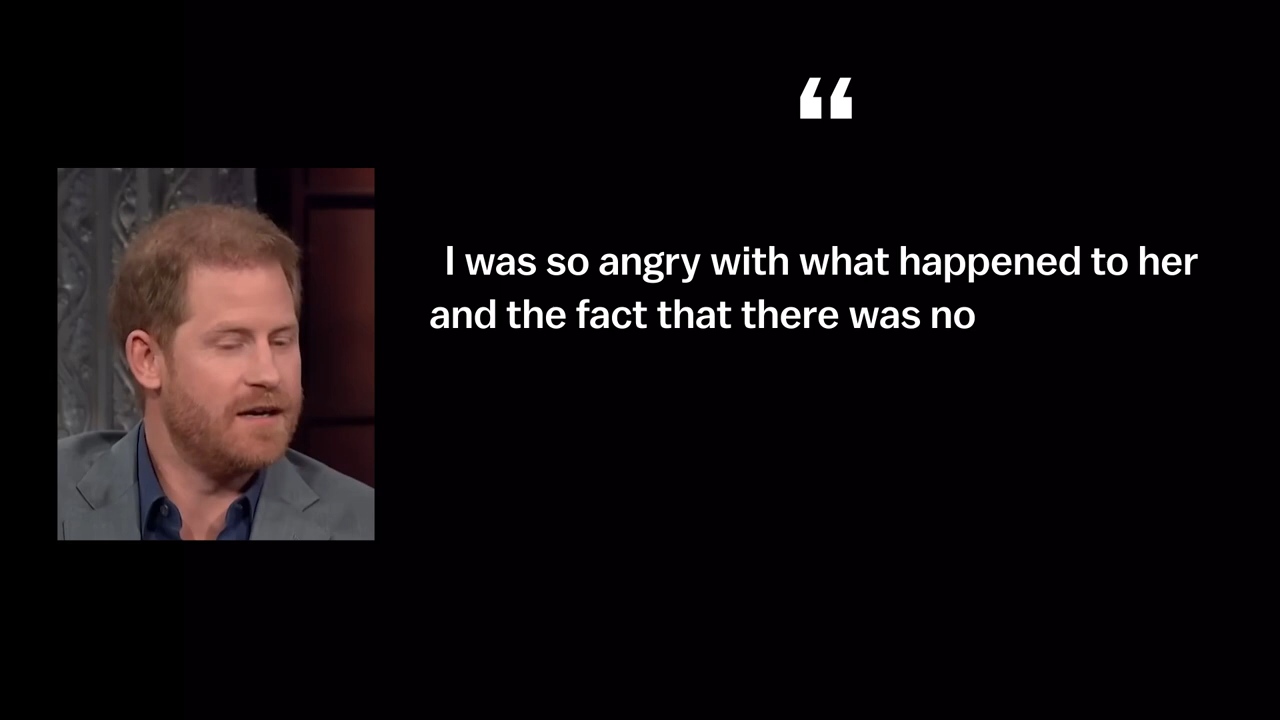 “
I was so angry with what happened to her
and the fact that there was no